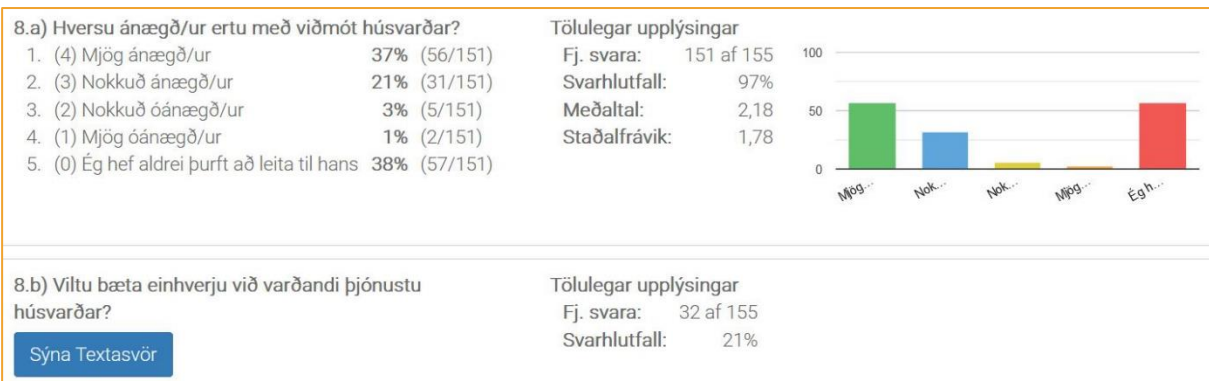 8.a) Hversu ánægð/ur ertu með viðmót húsvarðar?
1. (4) Mjög ánægð/ur 37% (56/151)
2. (3) Nokkuð ánægð/ur 21% (31/151)
3. (2) Nokkuð óánægð/ur 3% (5/151)
4. (1) Mjög óánægð/ur 1% (2/151)
5. (0) Ég hef aldrei þurft að leita til hans 38% (57/151)
Tölulegar upplýsingar
Fj. svara: 151 af 155
Svarhlutfall: 97%
Meðaltal: 2,18
Staðalfrávik: 1,78
100
50
0
Mjög...
Nok...
Nok...
Mjög...
Ég h...
8.b) Viltu bæta einhverju við varðandi þjónustu
húsvarðar?
Sýna Textasvör
Tölulegar upplýsingar
Fj. svara: 32 af 155
Svarhlutfall: 21%